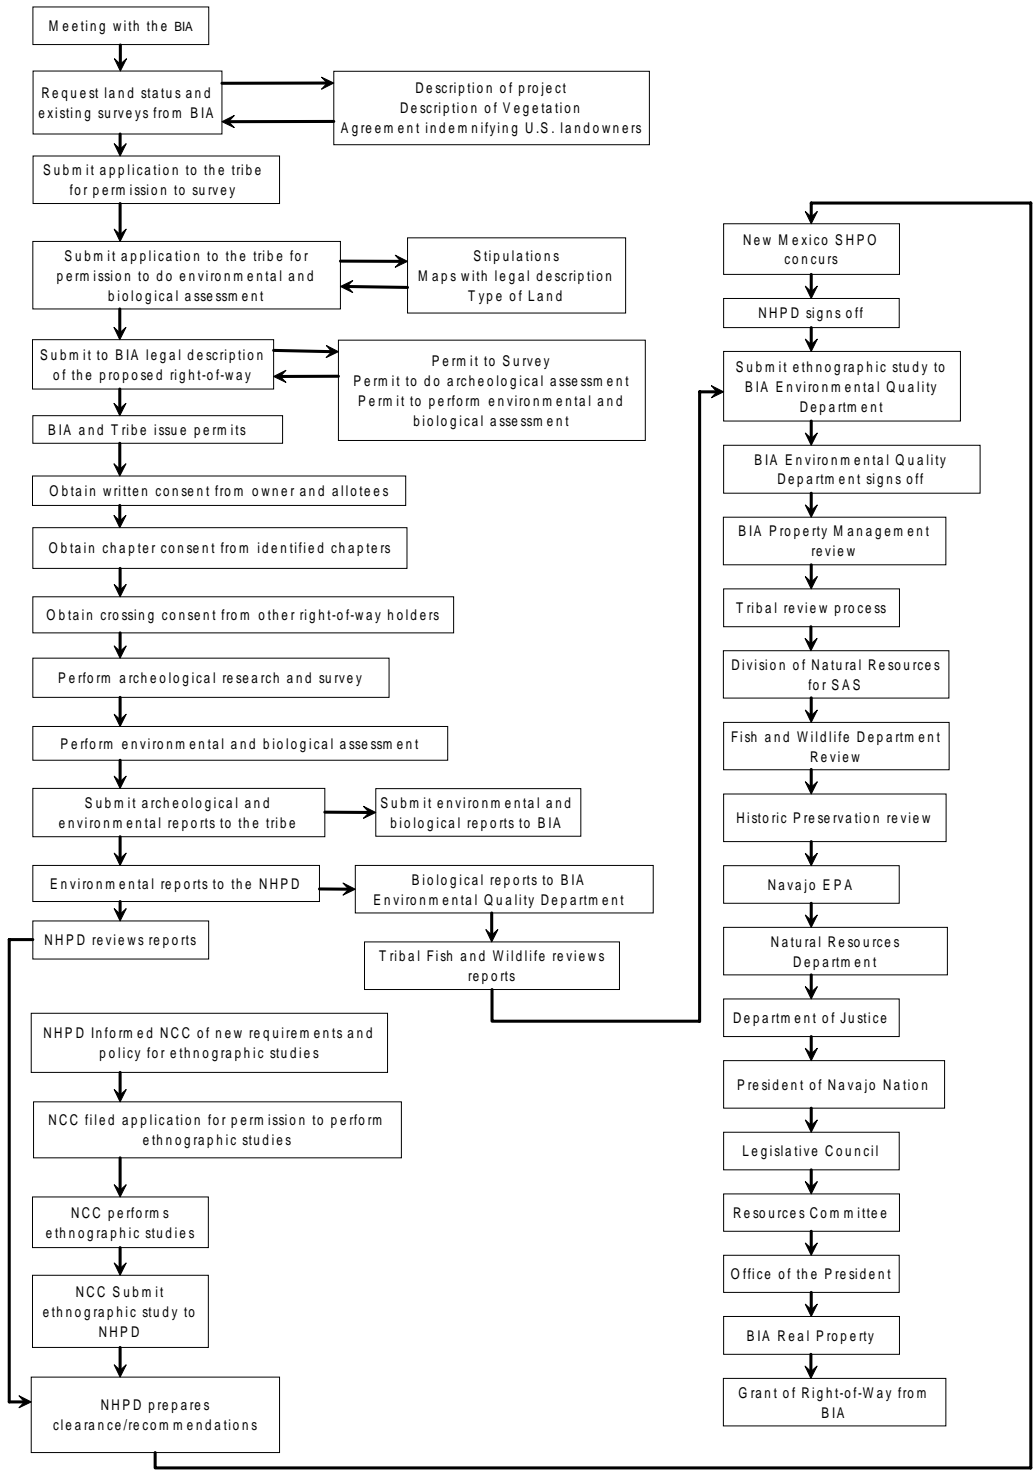 Meeting with the BIA
Request land status and
existing surveys from BIA
Description of project
Description of Vegetation
Agreement indemnifying U.S. landowners
Submit application to the tribe
for permission to survey
Submit application to the tribe for
permission to do environmental and
biological assessment
Stipulations
Maps with legal description
Type of Land
Submit to BIA legal description
of the proposed right-of-way
Permit to Survey
Permit to do archeological assessment
Permit to perform environmental and
biological assessment
BIA and Tribe issue permits
Obtain written consent from owner and allotees
Obtain chapter consent from identified chapters
Obtain crossing consent from other right-of-way holders
Perform archeological research and survey
Perform environmental and biological assessment
Submit archeological and
environmental reports to the tribe
Submit environmental and
biological reports to BIA
Environmental reports to the NHPD
Biological reports to BIA
Environmental Quality Department
NHPD reviews reports
Tribal Fish and Wildlife reviews
reports
NHPD Informed NCC of new requirements and
policy for ethnographic studies
NCC filed application for permission to perform
ethnographic studies
NCC performs
ethnographic studies
NCC Submit
ethnographic study to
NHPD
NHPD prepares
clearance/recommendations
New Mexico SHPO
concurs
NHPD signs off
Submit ethnographic study to
BIA Environmental Quality
Department
BIA Environmental Quality
Department signs off
BIA Property Management
review
Tribal review process
Division of Natural Resources
for SAS
Fish and Wildlife Department
Review
Historic Preservation review
Navajo EPA
Natural Resources
Department
Department of Justice
President of Navajo Nation
Legislative Council
Resources Committee
Office of the President
BIA Real Property
Grant of Right-of-Way from
BIA